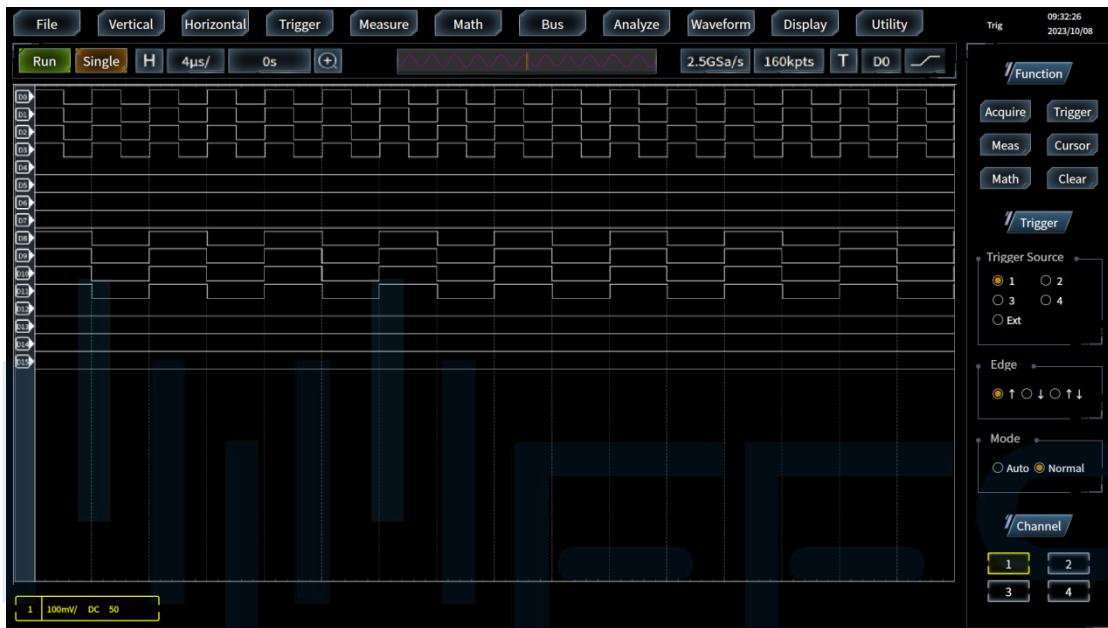 File Vertical Horizontal Trigger Measure Math Bus Analyze Waveform Display Utility Trig 09:32:26
2023/10/08
Run Single H 4μs/ 0s 2.5GSa/s 160kpts T D0
Function
Acquire Trigger
Meas Cursor
Math Clear
Trigger
Trigger Source
1 2
3 4
Ext
Edge
↑ ↓ ↑↓
Mode
Auto Normal
Channel
1 2
3 4
D0
D1
D2
D3
D4
D5
D6
D7
D8
D9
D10
D11
D12
D13
D14
D15
1 100mV/ DC 50